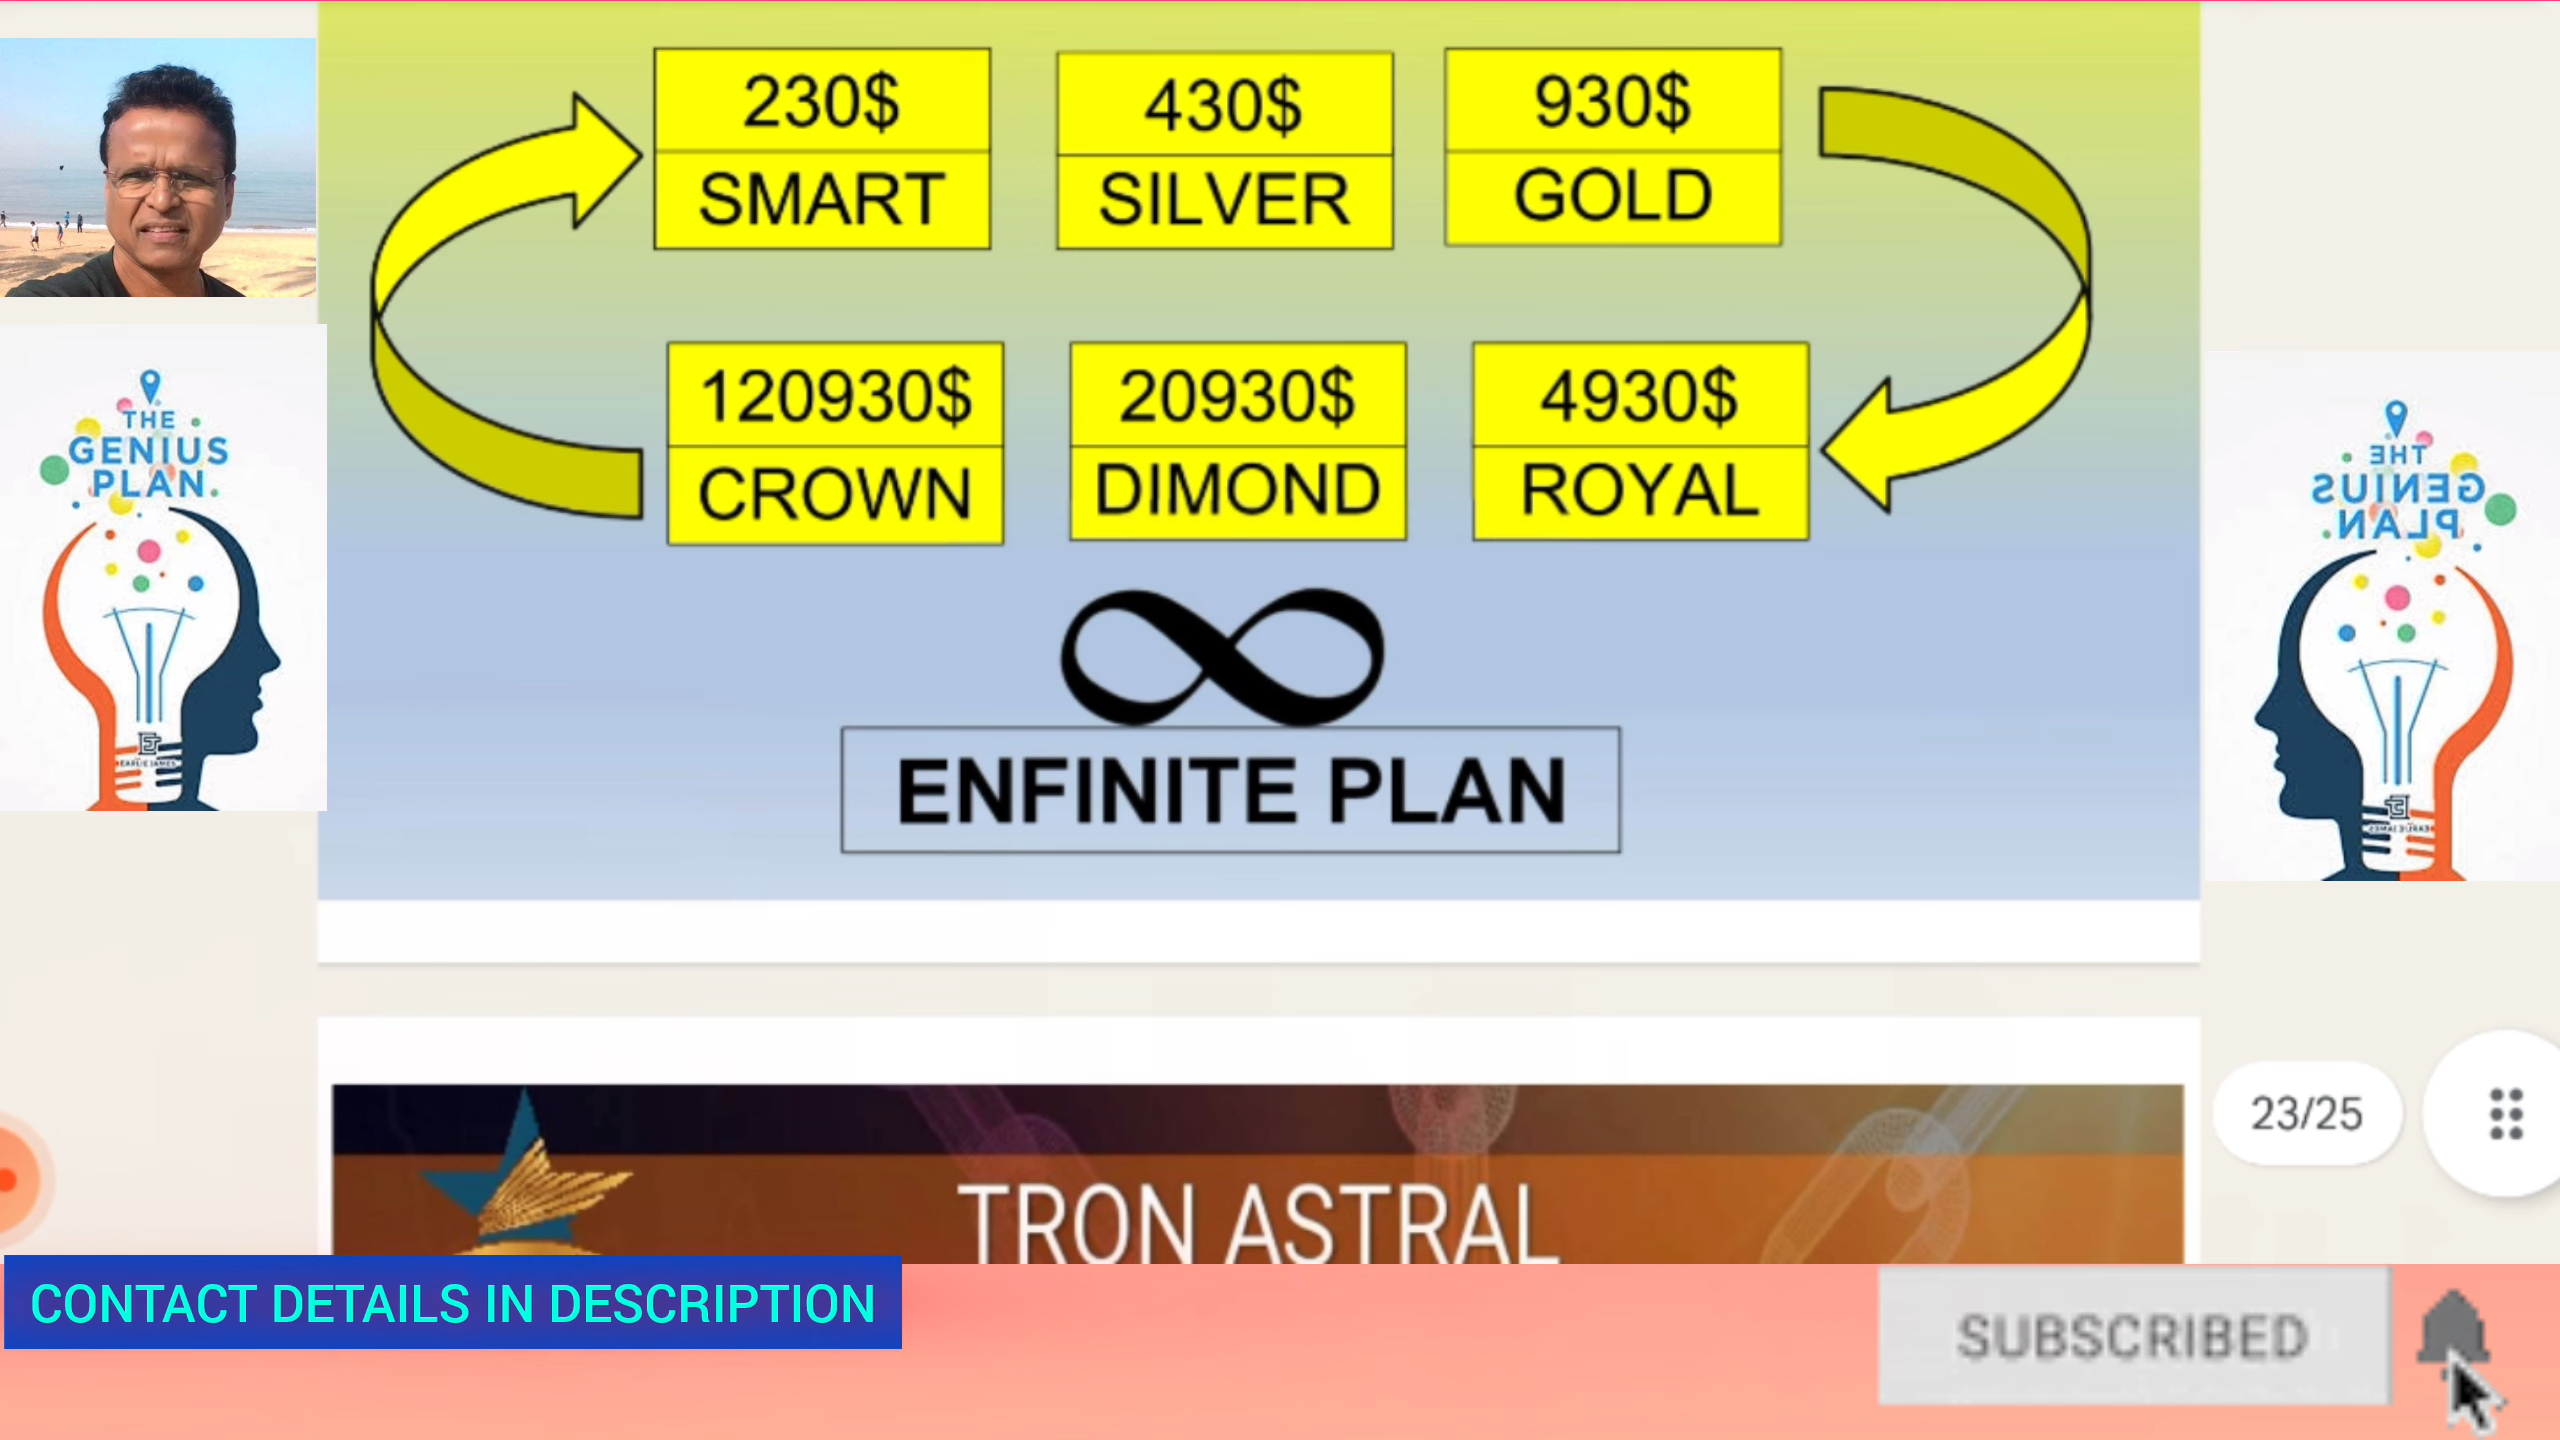 230$
SMART
430$
SILVER
930$
GOLD
120930$
CROWN
20930$
DIMOND
4930$
ROYAL
ENFINITE PLAN
THE
GENIUS
PLAN.
THE
GENIUS
PLAN.
23/25
TRON ASTRAL
CONTACT DETAILS IN DESCRIPTION
SUBSCRIBED